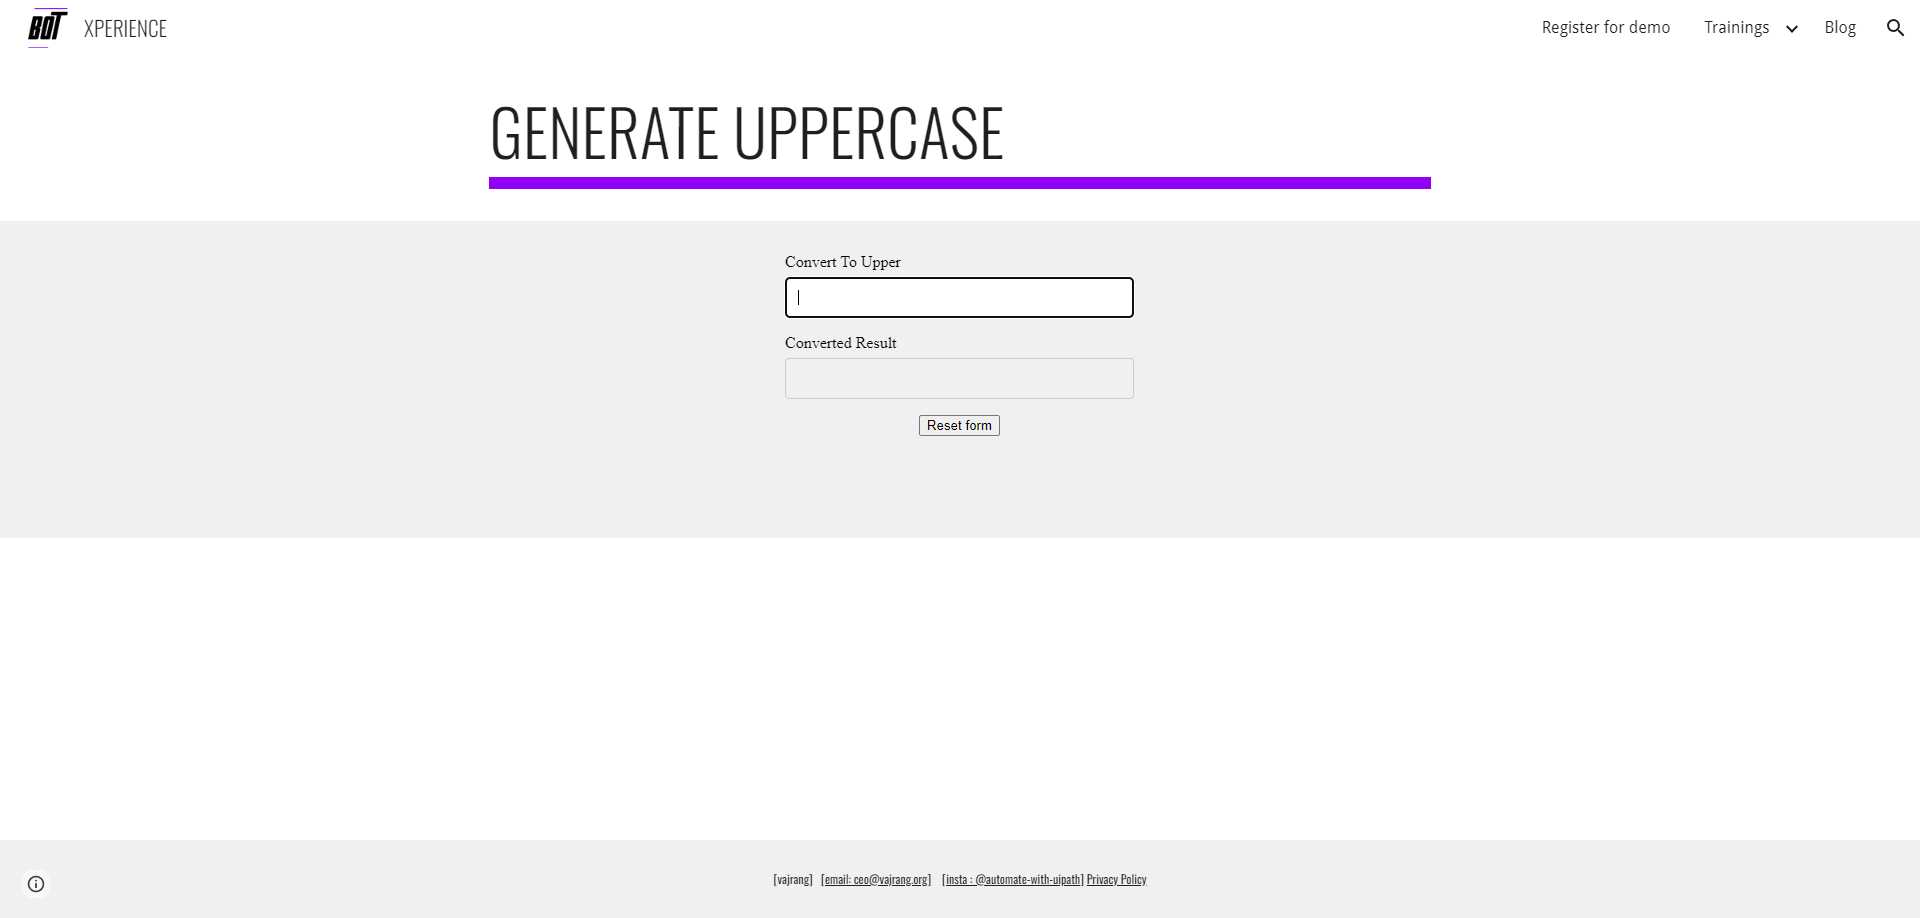 BOT XPERIENCE
Register for demo Trainings Blog
GENERATE UPPERCASE
Convert To Upper
Converted Result
Reset form
[vajrang] [email: ceo@vajrang.org] [insta : @automate-with-uipath] Privacy Policy